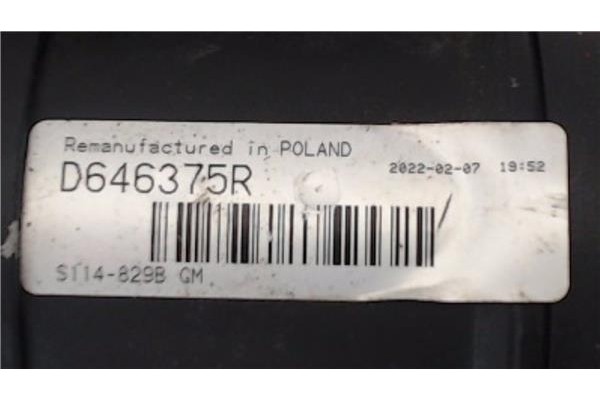 Remanufactured in POLAND
D646375R 2022-02-07 19:52
S114-829B GM